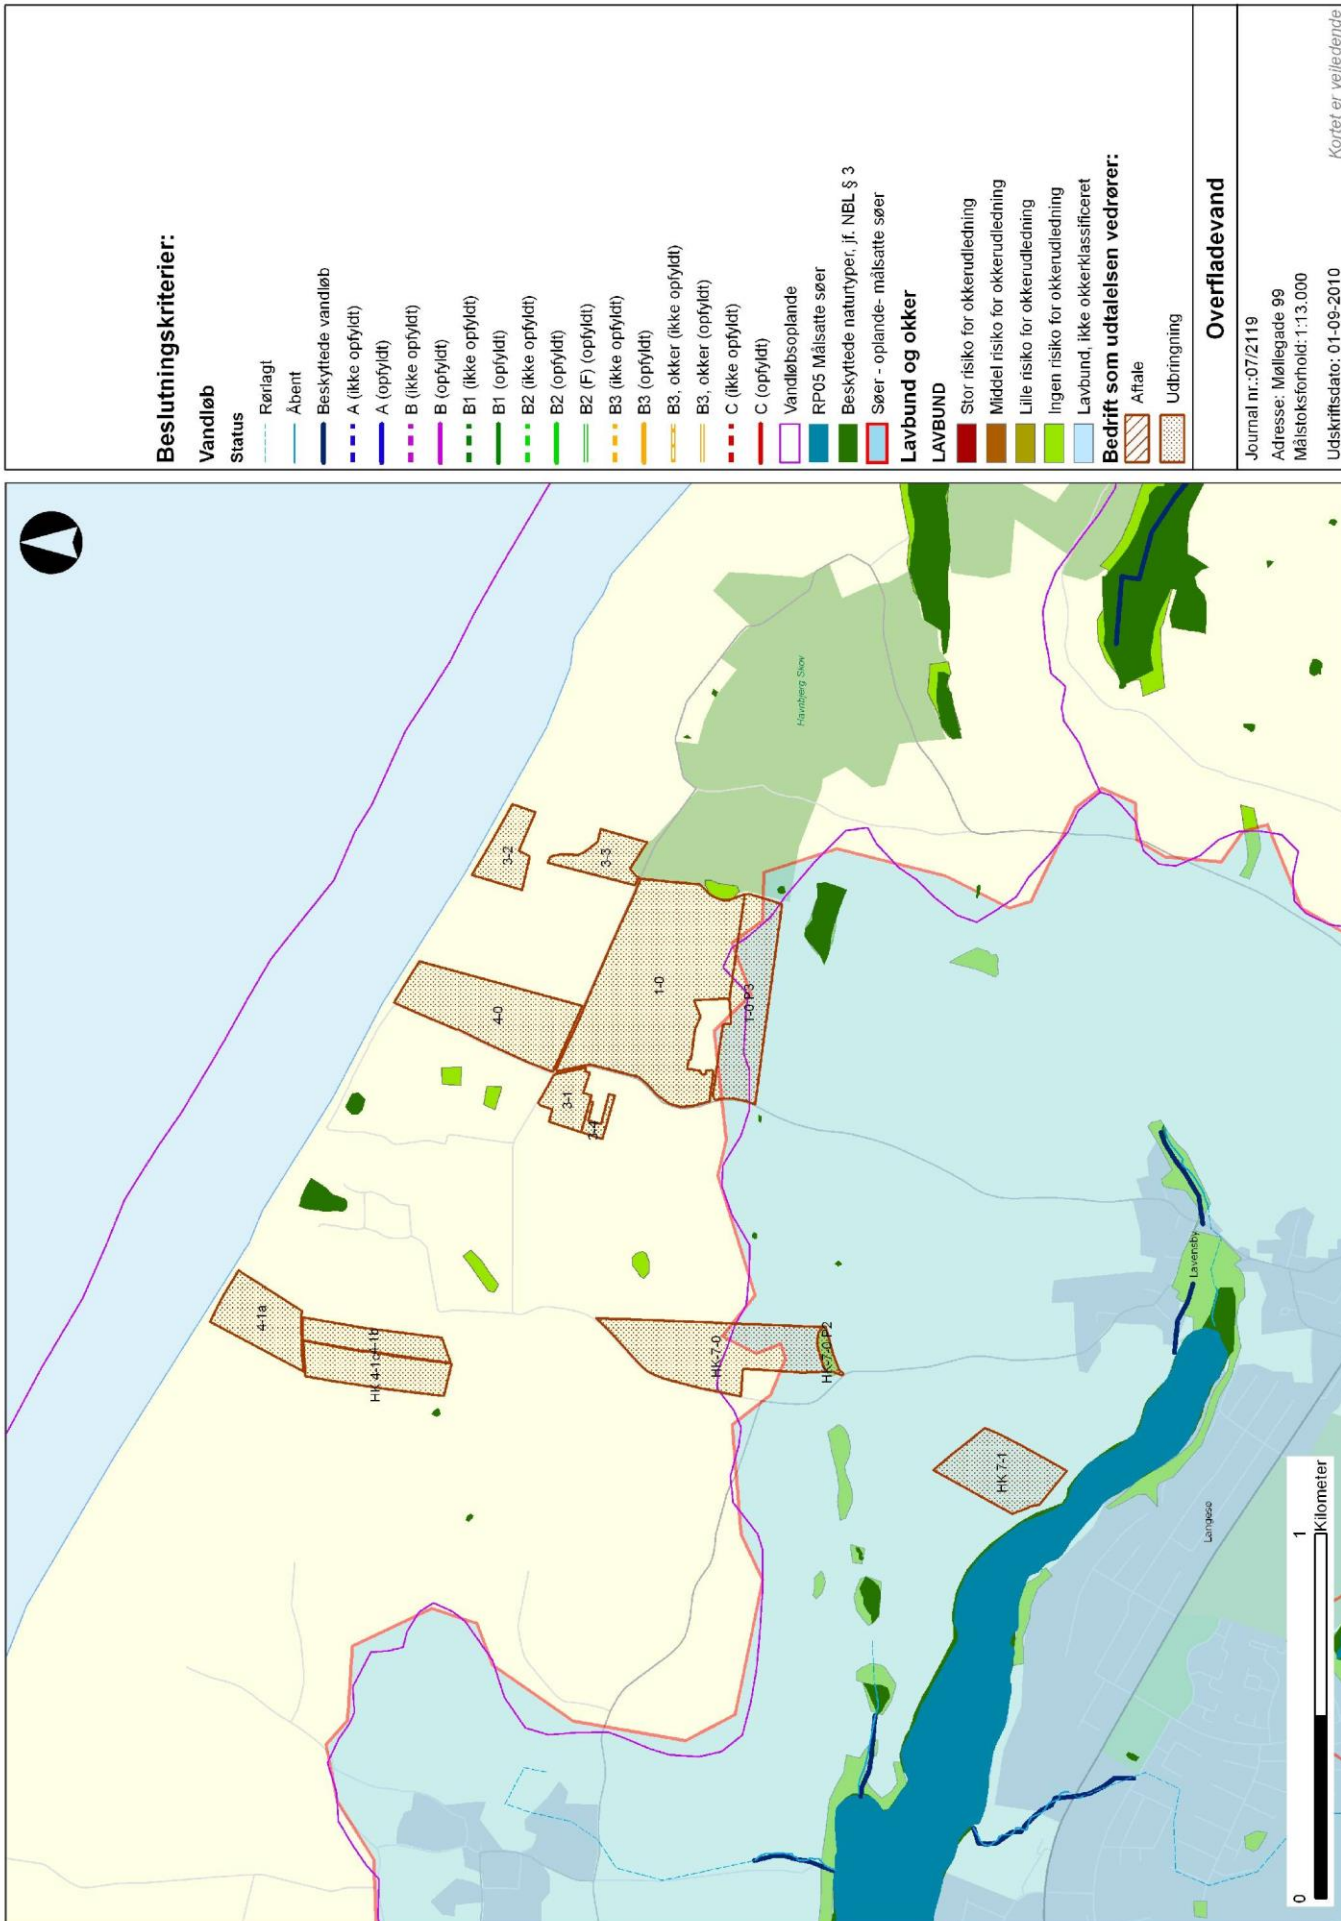 Beslutningskriterier:
Vandløb
Status
Rørlagt
Åbent
Beskyttede vandløb
A (ikke opfyldt)
A (opfyldt)
B (ikke opfyldt)
B (opfyldt)
B1 (ikke opfyldt)
B1 (opfyldt)
B2 (ikke opfyldt)
B2 (opfyldt)
B2 (F) (opfyldt)
B3 (ikke opfyldt)
B3 (opfyldt)
B3, okker (ikke opfyldt)
B3, okker (opfyldt)
C (ikke opfyldt)
C (opfyldt)
Vandløbsoplande
RP05 Målsatte søer
Beskyttede naturtyper, jf. NBL § 3
Søer - oplande- målsatte søer
Lavbund og okker
LAVBUND
Stor risiko for okkerudledning
Middel risiko for okkerudledning
Lille risiko for okkerudledning
Ingen risiko for okkerudledning
Lavbund, ikke okkerklassificeret
Bedrift som udtalelsen vedrører:
Aftale
Udbringning
Overfladevand
Journal nr.:07/2119
Adresse: Møllegade 99
Målstoksforhold: 1:13.000
Udskriftsdato: 01-09-2010
Kortet er vejledende
4-1a
HK 4-1c
4-1b
4-0
3-2
3-3
3-1
1-0
1-0-P3
HK-7-0
HK-7-0-P2
HK 7-1
Havnbjerg Skov
Lavensby
Langesø
0
1
Kilometer